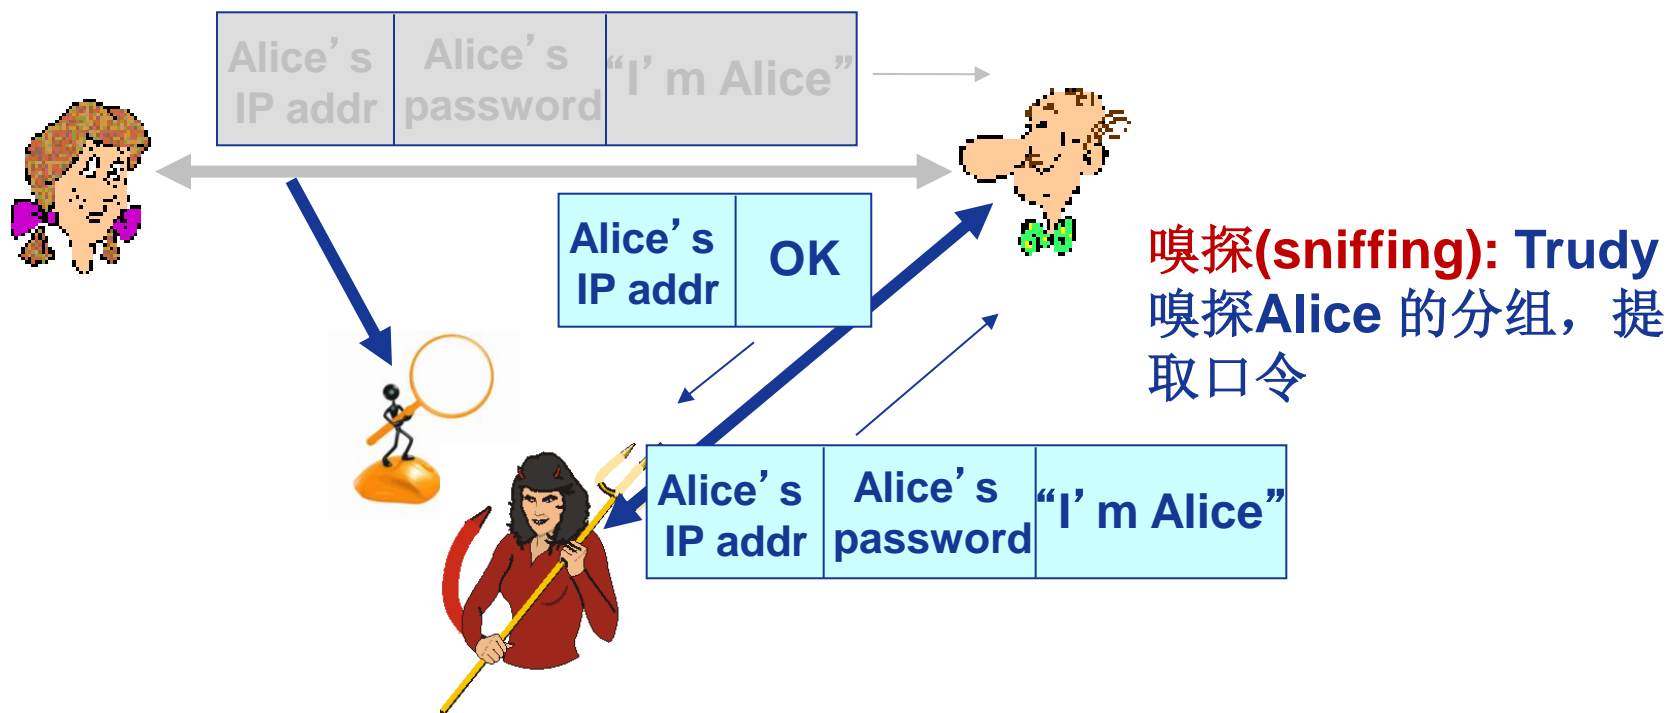 Alice’s
IP addr
Alice’s
password
“I’m Alice”
Alice’s
IP addr
OK
嗅探(sniffing): Trudy
嗅探Alice 的分组，提
取口令
Alice’s
IP addr
Alice’s
password
“I’m Alice”